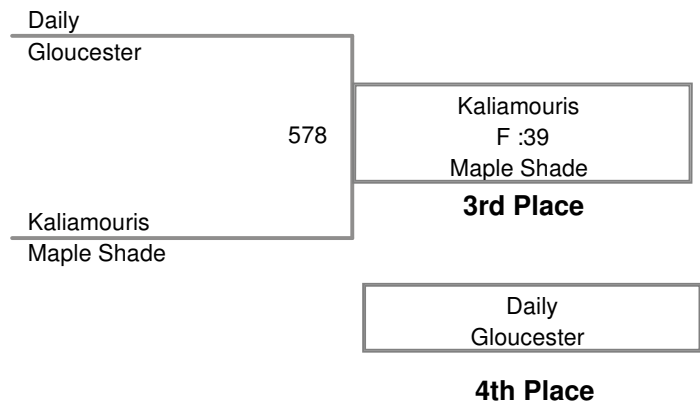 Daily
Gloucester
578
Kaliamouris
F :39
Maple Shade
3rd Place
Kaliamouris
Maple Shade
Daily
Gloucester
4th Place